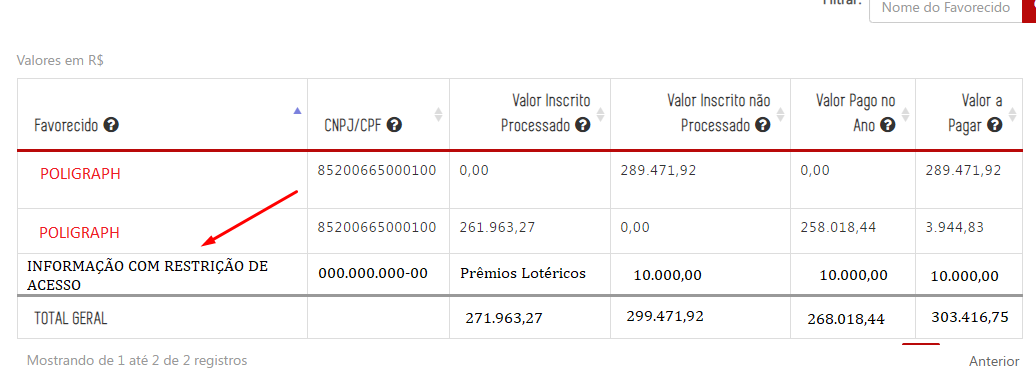 Filtrar:
Nome do Favorecido
Valores em R$
Favorecido ?
CNPJ/CPF ?
Valor Inscrito
Processado ?
Valor Inscrito não
Processado ?
Valor Pago no
Ano ?
Valor a
Pagar ?
POLIGRAPH 85200665000100 0,00 289.471,92 0,00 289.471,92
POLIGRAPH 85200665000100 261.963,27 0,00 258.018,44 3.944,83
INFORMAÇÃO COM RESTRIÇÃO DE
ACESSO
000.000.000-00 Prêmios Lotéricos 10.000,00 10.000,00 10.000,00
TOTAL GERAL 271.963,27 299.471,92 268.018,44 303.416,75
Mostrando de 1 até 2 de 2 registros
Anterior